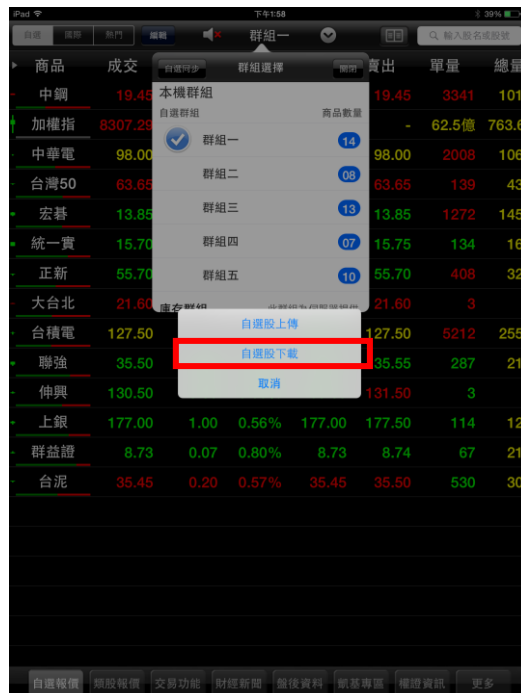 iPad 下午1:58 39%
自選 國際 熱門 編輯 群組一 輸入股名或股號
商品 成交 自選同步 群組選擇 關閉 賣出 單量 總量
中鋼 19.45 本機群組 19.45 3341 101
自選群組 商品數量
加權指 8307.29 群組一 14 - 62.5億 763.6
中華電 98.00 群組二 08 98.00 2008 106
台灣50 63.65 群組三 13 63.65 139 43
宏碁 13.85 13.85 1272 145
統一實 15.70 群組四 07 15.75 134 16
正新 55.70 群組五 10 55.70 408 32
大台北 21.60 庫存群組 21.60 3
自選股上傳
台積電 127.50 127.50 5212 255
聯強 35.50 自選股下載 35.55 287 21
取消
伸興 130.50 131.50 3
上銀 177.00 1.00 0.56% 177.00 177.50 114 12
群益證 8.73 0.07 0.80% 8.73 8.74 67 21
台泥 35.45 0.20 0.57% 35.45 35.50 530 30
自選報價 類股報價 交易功能 財經新聞 盤後資料 凱基專區 權證資訊 更多